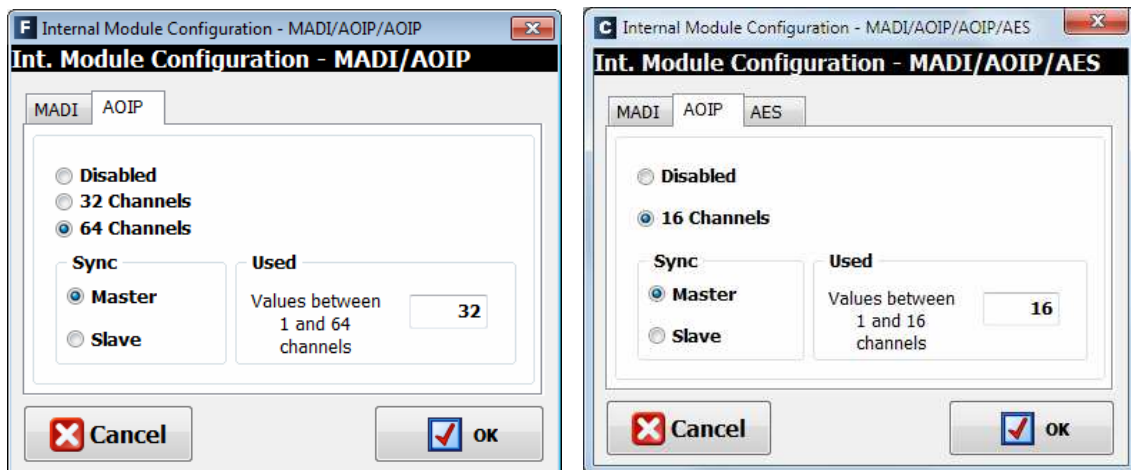 F Internal Module Configuration - MADI/AOIP/AOIP
Int. Module Configuration - MADI/AOIP
MADI AOIP
Disabled
32 Channels
64 Channels
Sync
Master
Slave
Used
Values between
1 and 64
channels
32
Cancel
OK
C Internal Module Configuration - MADI/AOIP/AOIP/AES
Int. Module Configuration - MADI/AOIP/AES
MADI AOIP AES
Disabled
16 Channels
Sync
Master
Slave
Used
Values between
1 and 16
channels
16
Cancel
OK